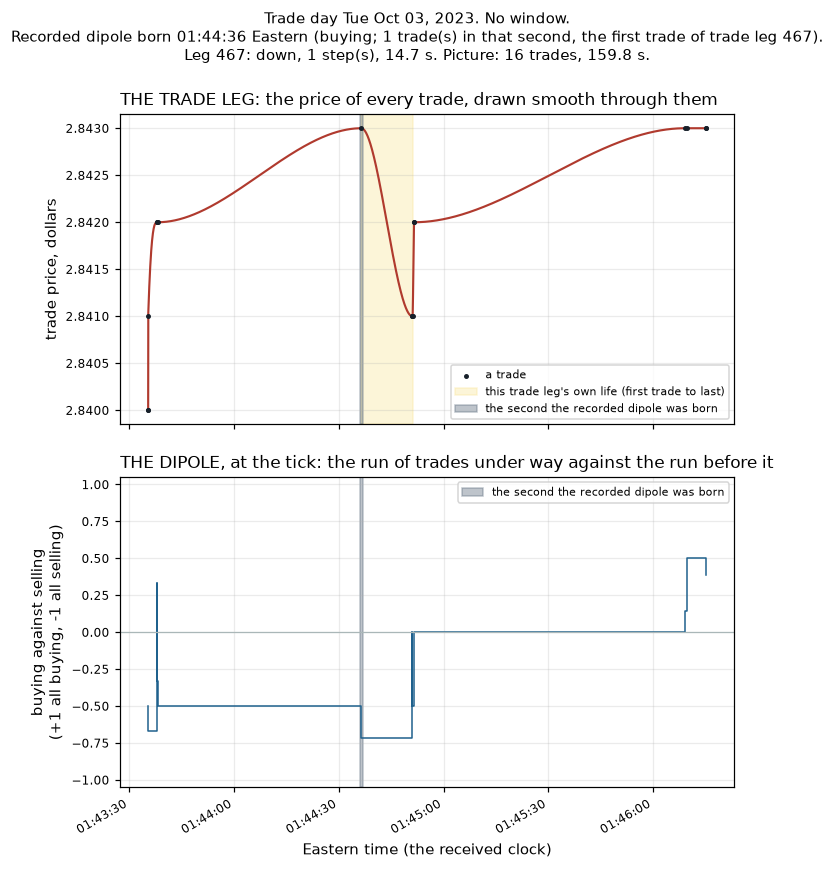 Trade day Tue Oct 03, 2023. No window.
Recorded dipole born 01:44:36 Eastern (buying; 1 trade(s) in that second, the first trade of trade leg 467).
Leg 467: down, 1 step(s), 14.7 s. Picture: 16 trades, 159.8 s.
THE TRADE LEG: the price of every trade, drawn smooth through them
trade price, dollars
2.8430
2.8425
2.8420
2.8415
2.8410
2.8405
2.8400
a trade
this trade leg's own life (first trade to last)
the second the recorded dipole was born
THE DIPOLE, at the tick: the run of trades under way against the run before it
buying against selling
(+1 all buying, -1 all selling)
1.00
0.75
0.50
0.25
0.00
−0.25
−0.50
−0.75
−1.00
the second the recorded dipole was born
01:43:30
01:44:00
01:44:30
01:45:00
01:45:30
01:46:00
Eastern time (the received clock)